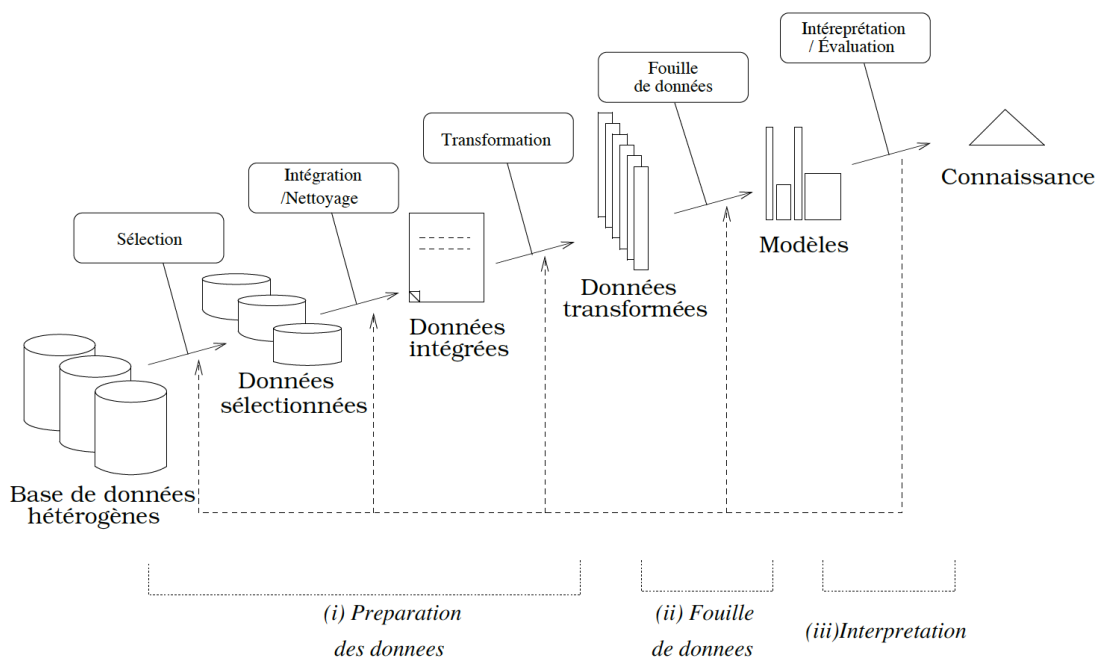 Intéreprétation
/ Évaluation
Fouille
de données
Transformation
Intégration
/Nettoyage
Sélection
Connaissance
Modèles
Données
transformées
Données
intégrées
Données
sélectionnées
Base de données
hétérogènes
(i) Preparation
des donnees
(ii) Fouille
de donnees
(iii)Interpretation